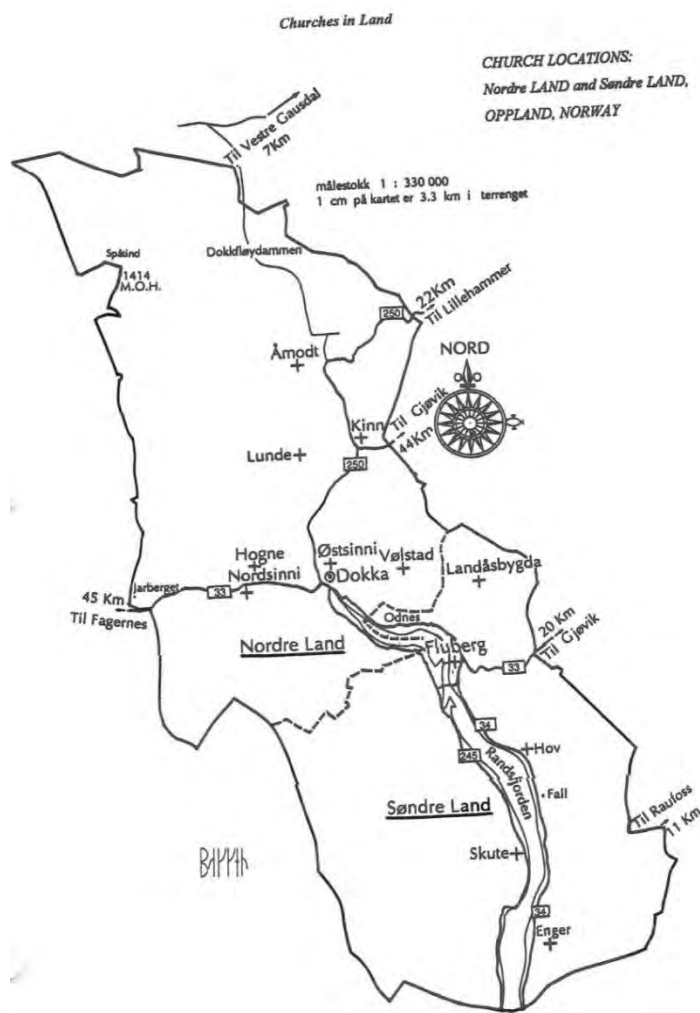 Churches in Land
CHURCH LOCATIONS:
Nordre LAND and Søndre LAND,
OPPLAND, NORWAY
Til Vestre Gausdal
7Km
målestokk 1 : 330 000
1 cm på kartet er 3.3 km i terrenget
Spåtind
1414
M.O.H.
Dokkfløydammen
22Km
Til Lillehammer
250
Åmodt
NORD
Til Gjøvik
44Km
Kinn
Lunde
250
Hogne
Østsinni
Vølstad
Landåsbygda
Dokka
Nordsinni
jarberget
33
45 Km
Til Fagernes
Odnes
20 Km
Til Gjøvik
Nordre Land
Fluberg
33
34
245
Randsfjorden
Hov
Fall
Søndre Land
Til Raufoss
11 Km
Skute
34
Enger